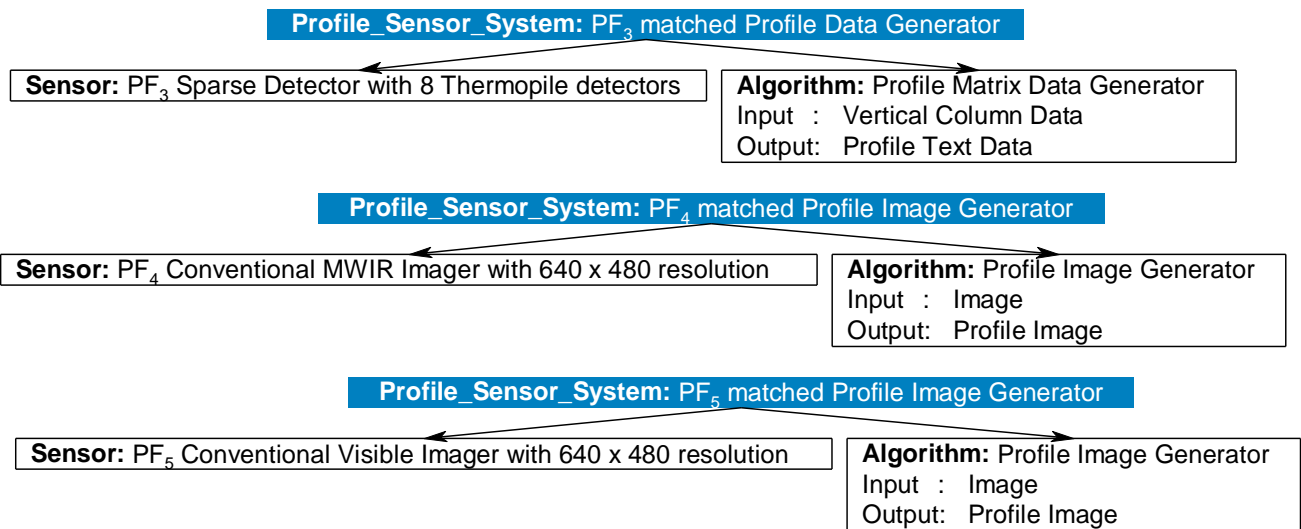 Profile_Sensor_System: PF3 matched Profile Data Generator
Sensor: PF3 Sparse Detector with 8 Thermopile detectors
Algorithm: Profile Matrix Data Generator
Input : Vertical Column Data
Output: Profile Text Data
Profile_Sensor_System: PF4 matched Profile Image Generator
Sensor: PF4 Conventional MWIR Imager with 640 x 480 resolution
Algorithm: Profile Image Generator
Input : Image
Output: Profile Image
Profile_Sensor_System: PF5 matched Profile Image Generator
Sensor: PF5 Conventional Visible Imager with 640 x 480 resolution
Algorithm: Profile Image Generator
Input : Image
Output: Profile Image